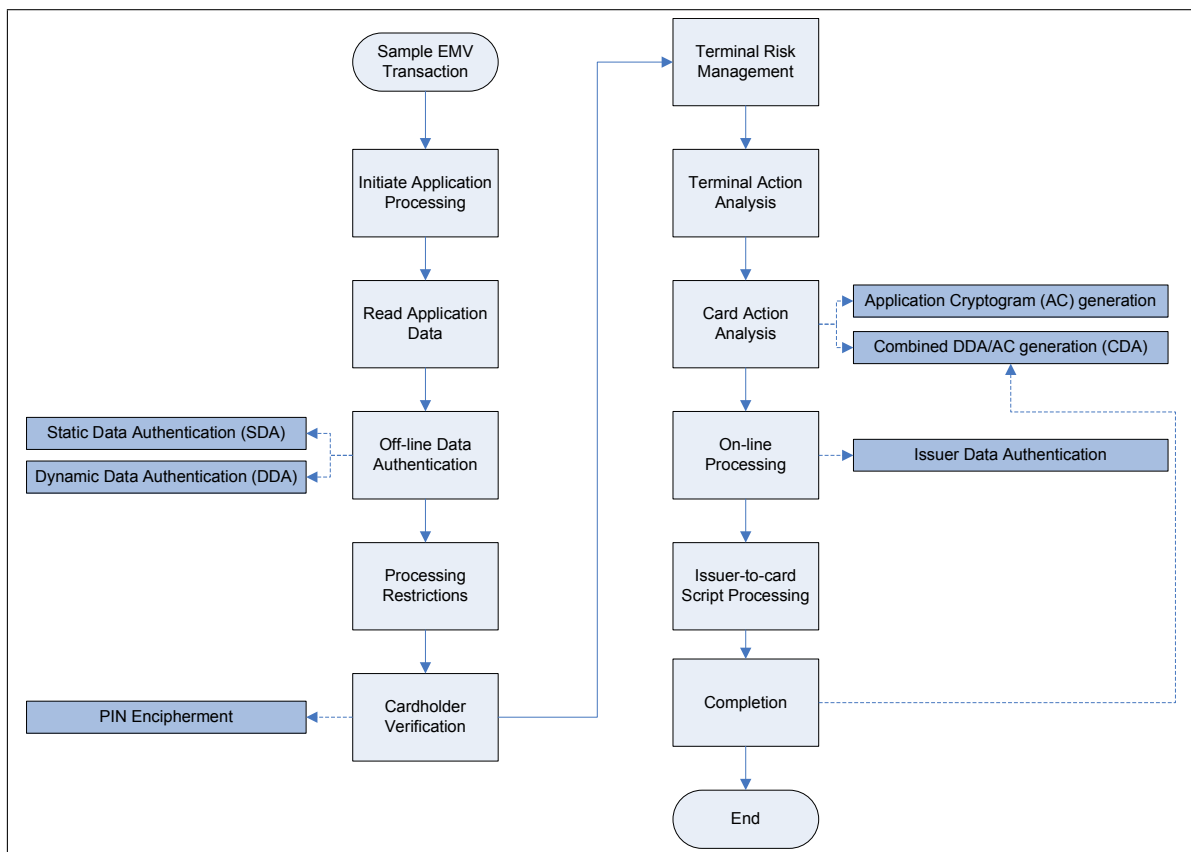 Sample EMV
Transaction
Initiate Application
Processing
Read Application
Data
Static Data Authentication (SDA)
Dynamic Data Authentication (DDA)
Off-line Data
Authentication
Processing
Restrictions
PIN Encipherment
Cardholder
Verification
Terminal Risk
Management
Terminal Action
Analysis
Card Action
Analysis
Application Cryptogram (AC) generation
Combined DDA/AC generation (CDA)
On-line
Processing
Issuer Data Authentication
Issuer-to-card
Script Processing
Completion
End